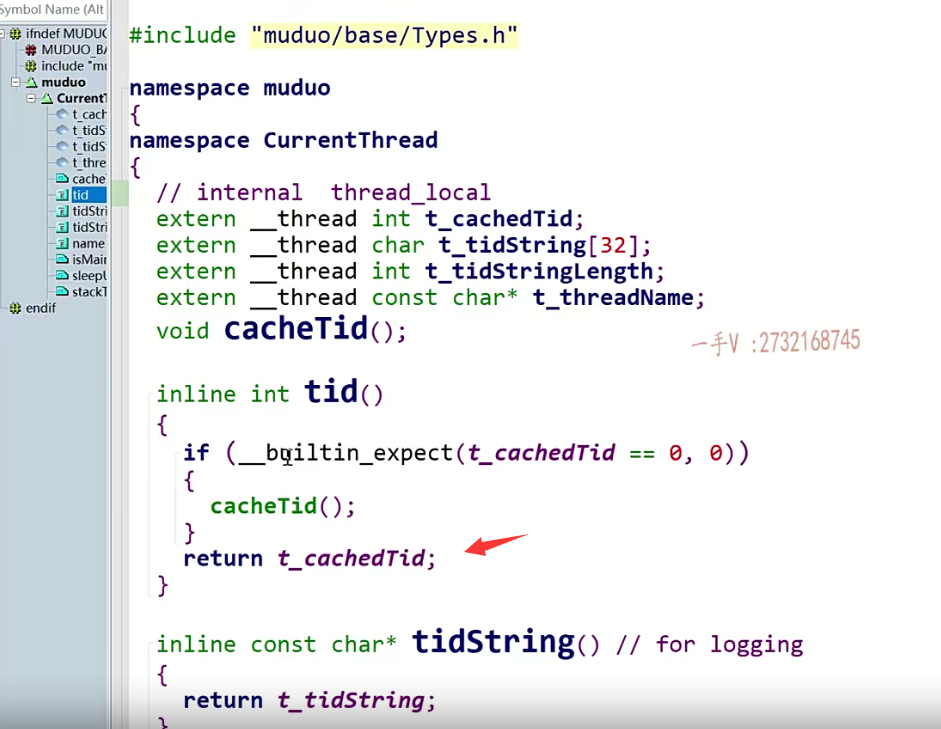 Symbol Name (Alt
ifndef MUDUO
MUDUO_BA
include "mu
muduo
CurrentT
t_cach
t_tidS
t_tidS
t_thre
cache
tid
tidStri
tidStri
name
isMain
sleepU
stackT
endif
#include "muduo/base/Types.h"
namespace muduo
{
namespace CurrentThread
{
// internal thread_local
extern __thread int t_cachedTid;
extern __thread char t_tidString[32];
extern __thread int t_tidStringLength;
extern __thread const char* t_threadName;
void cacheTid();
一手V :2732168745
inline int tid()
{
if (__builtin_expect(t_cachedTid == 0, 0))
{
cacheTid();
}
return t_cachedTid;
}
inline const char* tidString() // for logging
{
return t_tidString;
}